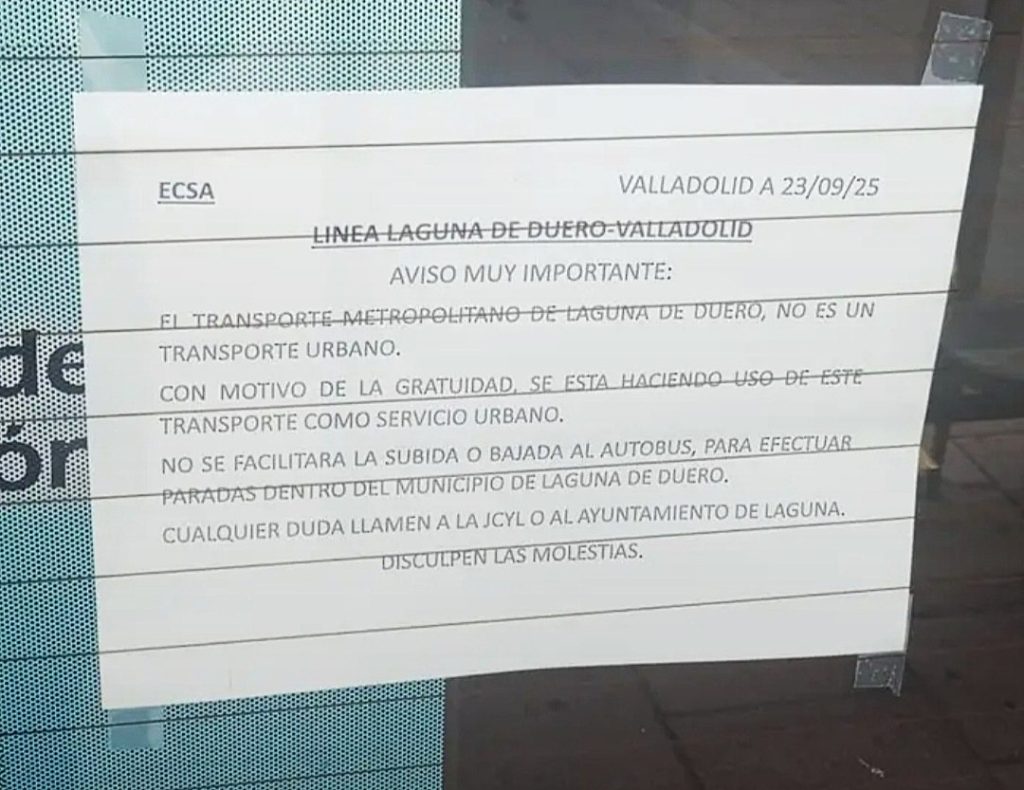 ECSA
VALLADOLID A 23/09/25
LINEA LAGUNA DE DUERO-VALLADOLID
AVISO MUY IMPORTANTE:
EL TRANSPORTE METROPOLITANO DE LAGUNA DE DUERO, NO ES UN
TRANSPORTE URBANO.
CON MOTIVO DE LA GRATUIDAD, SE ESTA HACIENDO USO DE ESTE
TRANSPORTE COMO SERVICIO URBANO.
NO SE FACILITARA LA SUBIDA O BAJADA AL AUTOBUS, PARA EFECTUAR
PARADAS DENTRO DEL MUNICIPIO DE LAGUNA DE DUERO.
CUALQUIER DUDA LLAMEN A LA JCYL O AL AYUNTAMIENTO DE LAGUNA.
DISCULPEN LAS MOLESTIAS.
de
ón